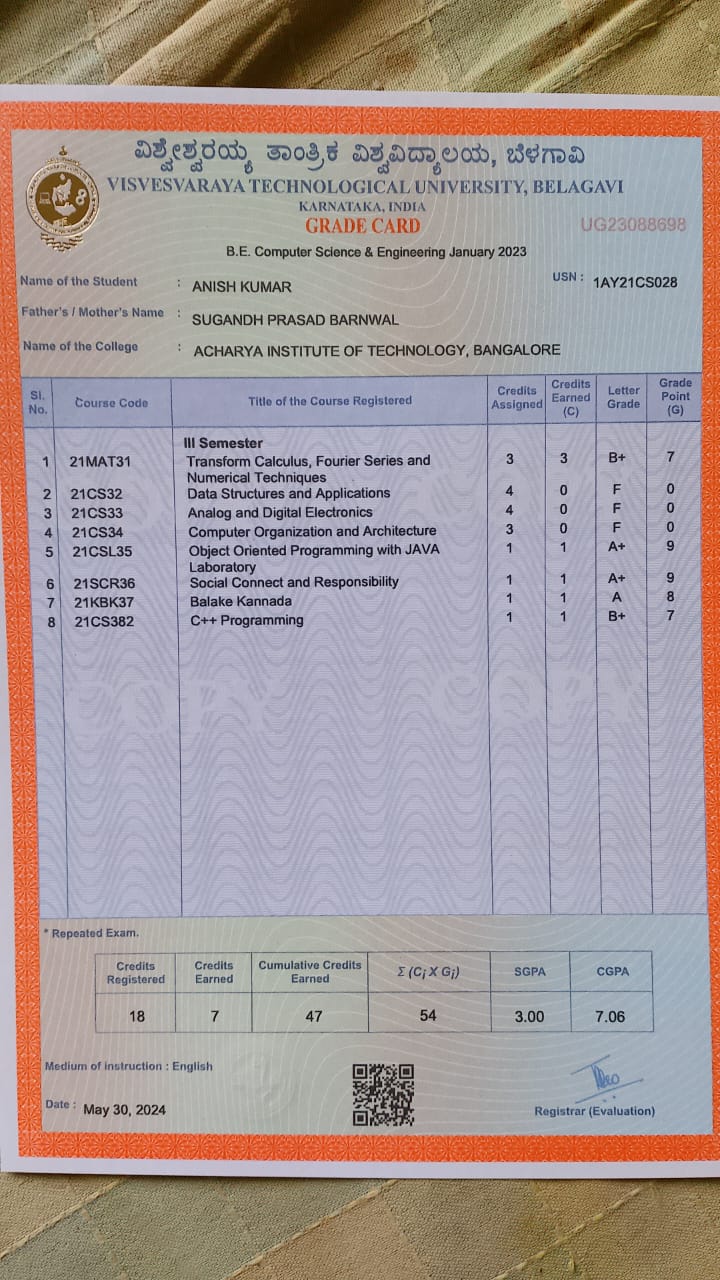 ವಿಶ್ವೇಶ್ವರಯ್ಯ ತಾಂತ್ರಿಕ ವಿಶ್ವವಿದ್ಯಾಲಯ, ಬೆಳಗಾವಿ
VISVESVARAYA TECHNOLOGICAL UNIVERSITY, BELAGAVI
KARNATAKA, INDIA
GRADE CARD UG23088698
B.E. Computer Science & Engineering January 2023
Name of the Student : ANISH KUMAR USN : 1AY21CS028
Father's / Mother's Name : SUGANDH PRASAD BARNWAL
Name of the College : ACHARYA INSTITUTE OF TECHNOLOGY, BANGALORE
Sl. No. Course Code Title of the Course Registered Credits Assigned Credits Earned (C) Letter Grade Grade Point (G)
III Semester
1 21MAT31 Transform Calculus, Fourier Series and 3 3 B+ 7
Numerical Techniques
2 21CS32 Data Structures and Applications 4 0 F 0
3 21CS33 Analog and Digital Electronics 4 0 F 0
4 21CS34 Computer Organization and Architecture 3 0 F 0
5 21CSL35 Object Oriented Programming with JAVA 1 1 A+ 9
Laboratory
6 21SCR36 Social Connect and Responsibility 1 1 A+ 9
7 21KBK37 Balake Kannada 1 1 A 8
8 21CS382 C++ Programming 1 1 B+ 7
COPY COPY
* Repeated Exam.
Credits Registered Credits Earned Cumulative Credits Earned Σ (Ci X Gi) SGPA CGPA
18 7 47 54 3.00 7.06
Medium of instruction : English
Date : May 30, 2024
Registrar (Evaluation)